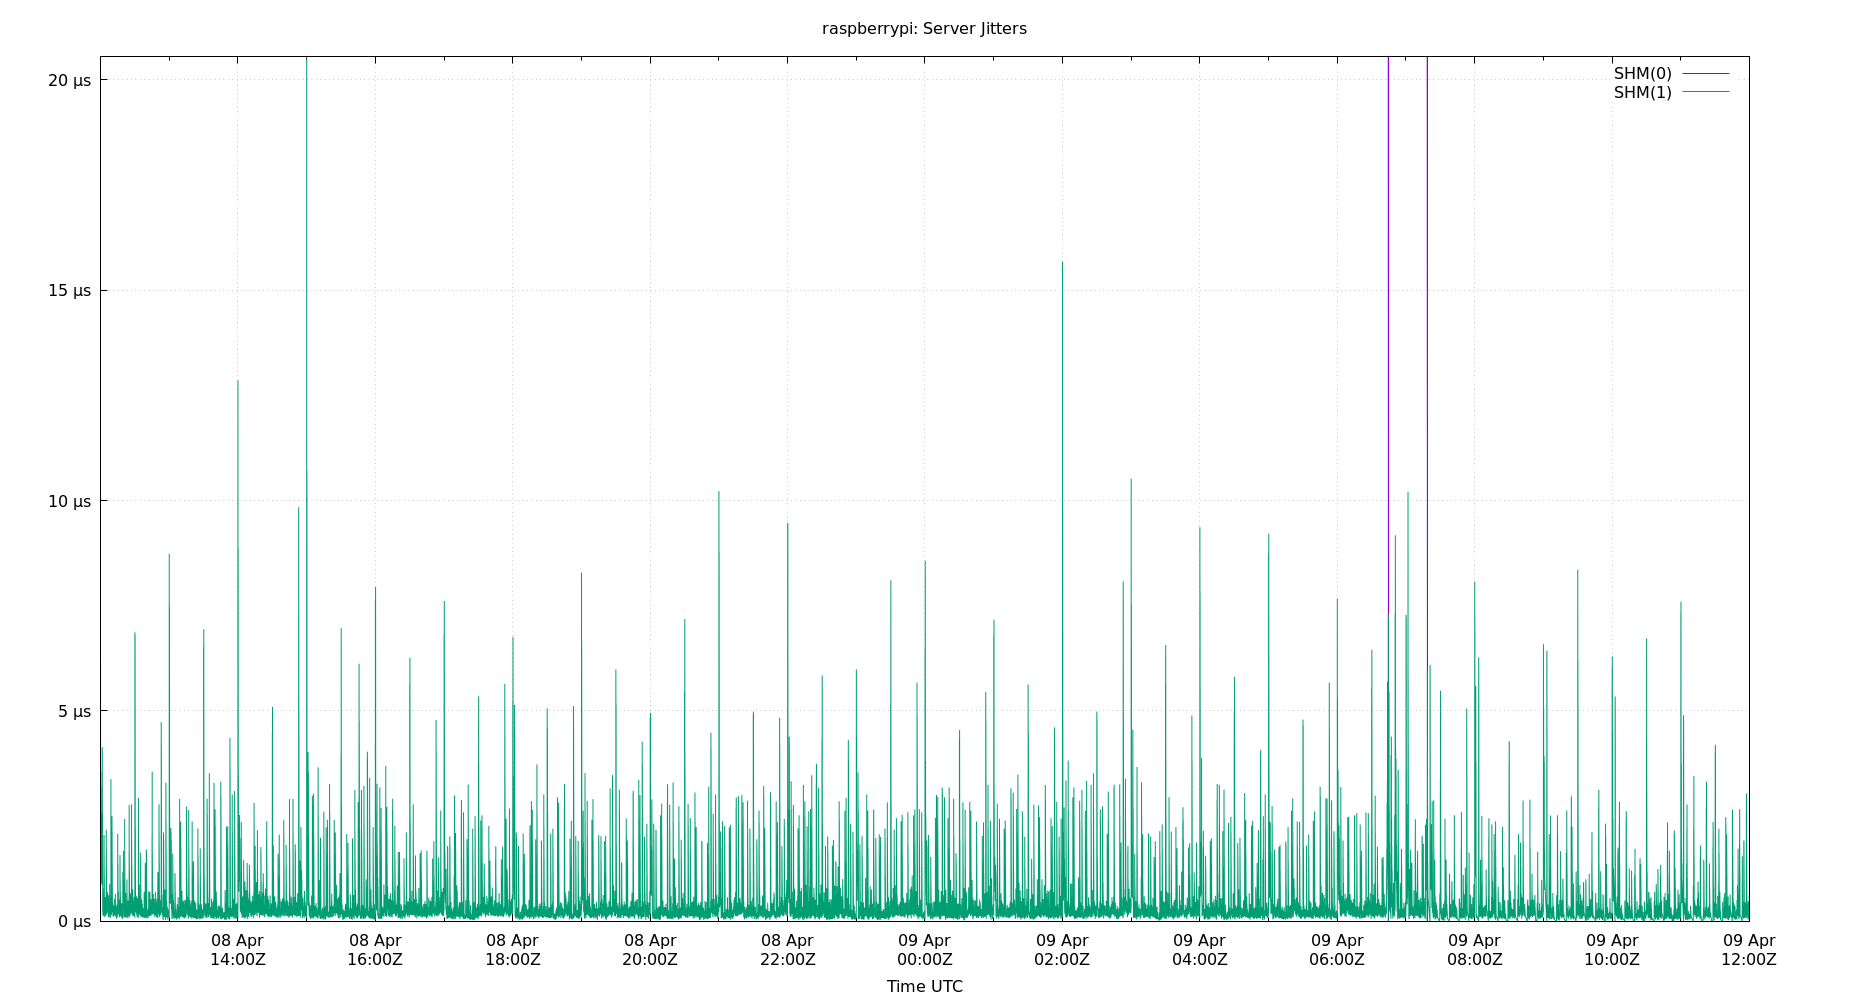 raspberrypi: Server Jitters
SHM(0)
SHM(1)
20 µs
15 µs
10 µs
5 µs
0 µs
08 Apr 08 Apr 08 Apr 08 Apr 08 Apr 09 Apr 09 Apr 09 Apr 09 Apr 09 Apr 09 Apr 09 Apr
14:00Z 16:00Z 18:00Z 20:00Z 22:00Z 00:00Z 02:00Z 04:00Z 06:00Z 08:00Z 10:00Z 12:00Z
Time UTC